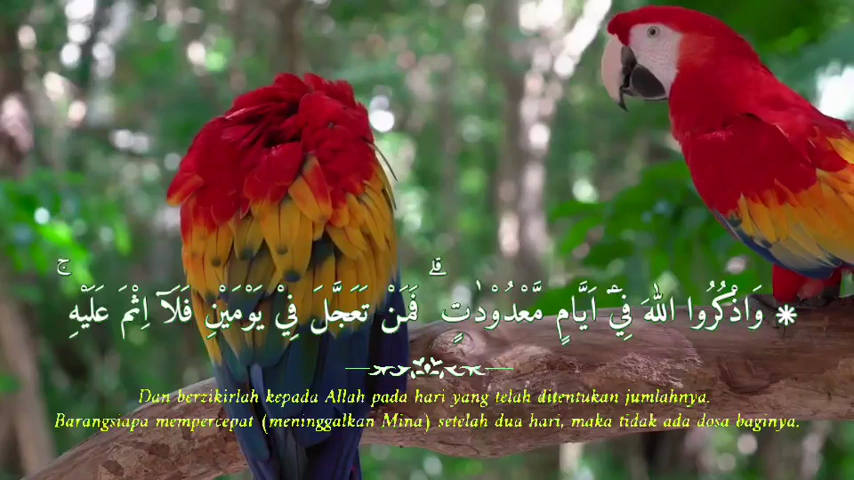 * وَاذْكُرُوا اللّٰهَ فِيْٓ اَيَّامٍ مَّعْدُوْدٰتٍ ۗ فَمَنْ تَعَجَّلَ فِيْ يَوْمَيْنِ فَلَآ اِثْمَ عَلَيْهِ ۚ
Dan berzikirlah kepada Allah pada hari yang telah ditentukan jumlahnya.
Barangsiapa mempercepat (meninggalkan Mina) setelah dua hari, maka tidak ada dosa baginya.